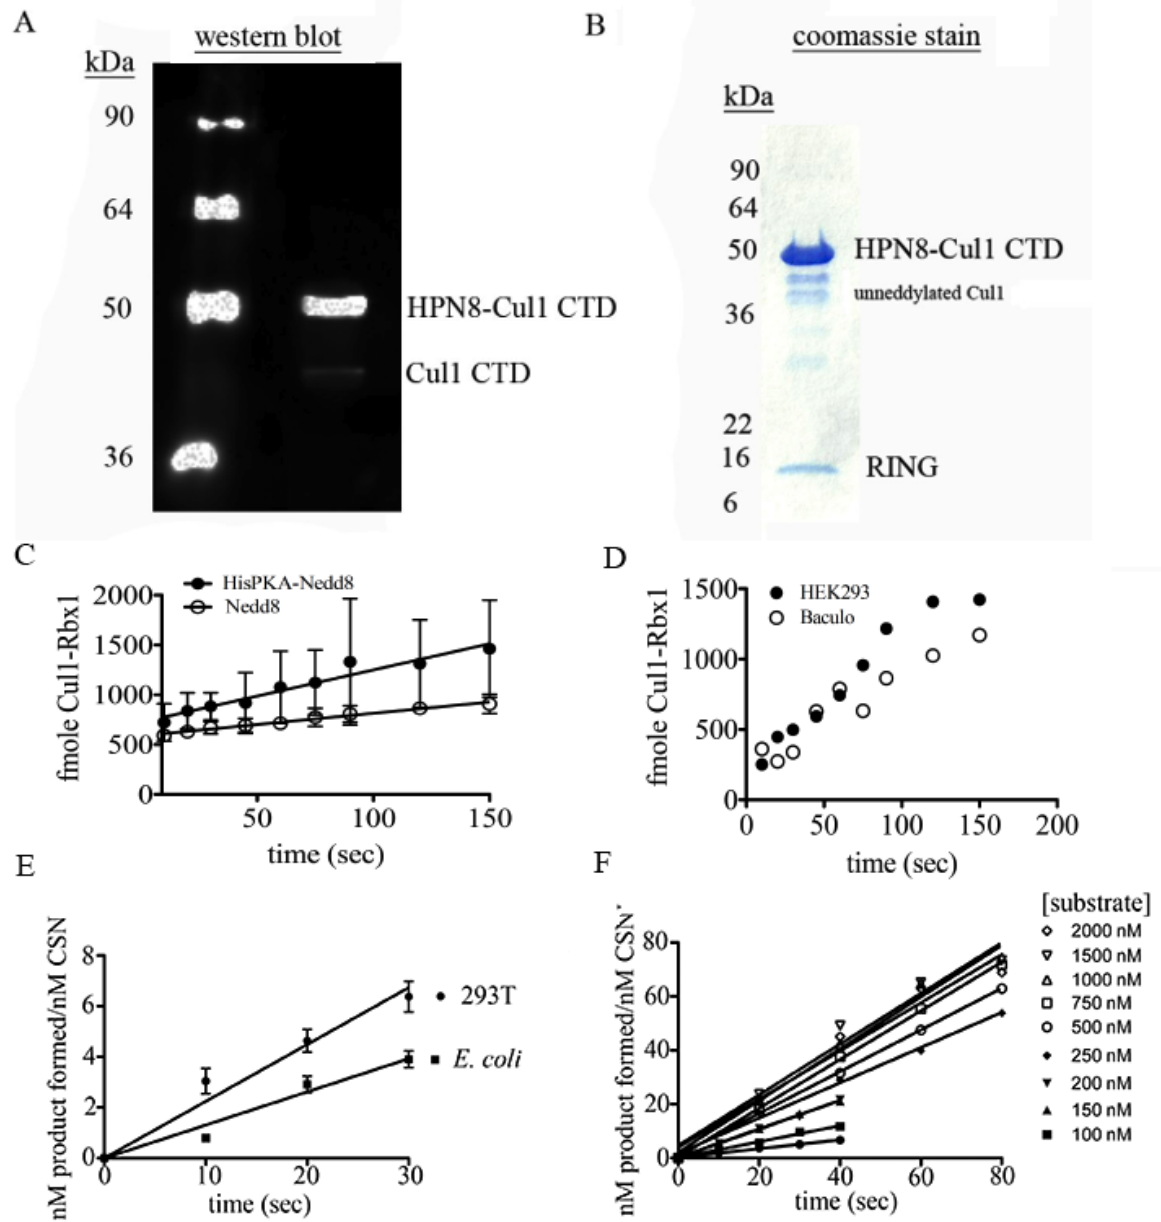 A
western blot
kDa
90
64
50
36
HPN8-Cul1 CTD
Cul1 CTD
B
coomassie stain
kDa
90
64
50
36
22
16
6
HPN8-Cul1 CTD
unneddylated Cul1
RING
C
HisPKA-Nedd8
Nedd8
fmole Cul1-Rbx1
2000
1500
1000
500
0
50 100 150
time (sec)
D
HEK293
Baculo
fmole Cul1-Rbx1
1500
1000
500
0
0 50 100 150 200
time (sec)
E
nM product formed/nM CSN
8
6
4
2
0
0 10 20 30
time (sec)
293T
E. coli
F
nM product formed/nM CSN
80
60
40
20
0
0 20 40 60 80
time (sec)
[substrate]
2000 nM
1500 nM
1000 nM
750 nM
500 nM
250 nM
200 nM
150 nM
100 nM